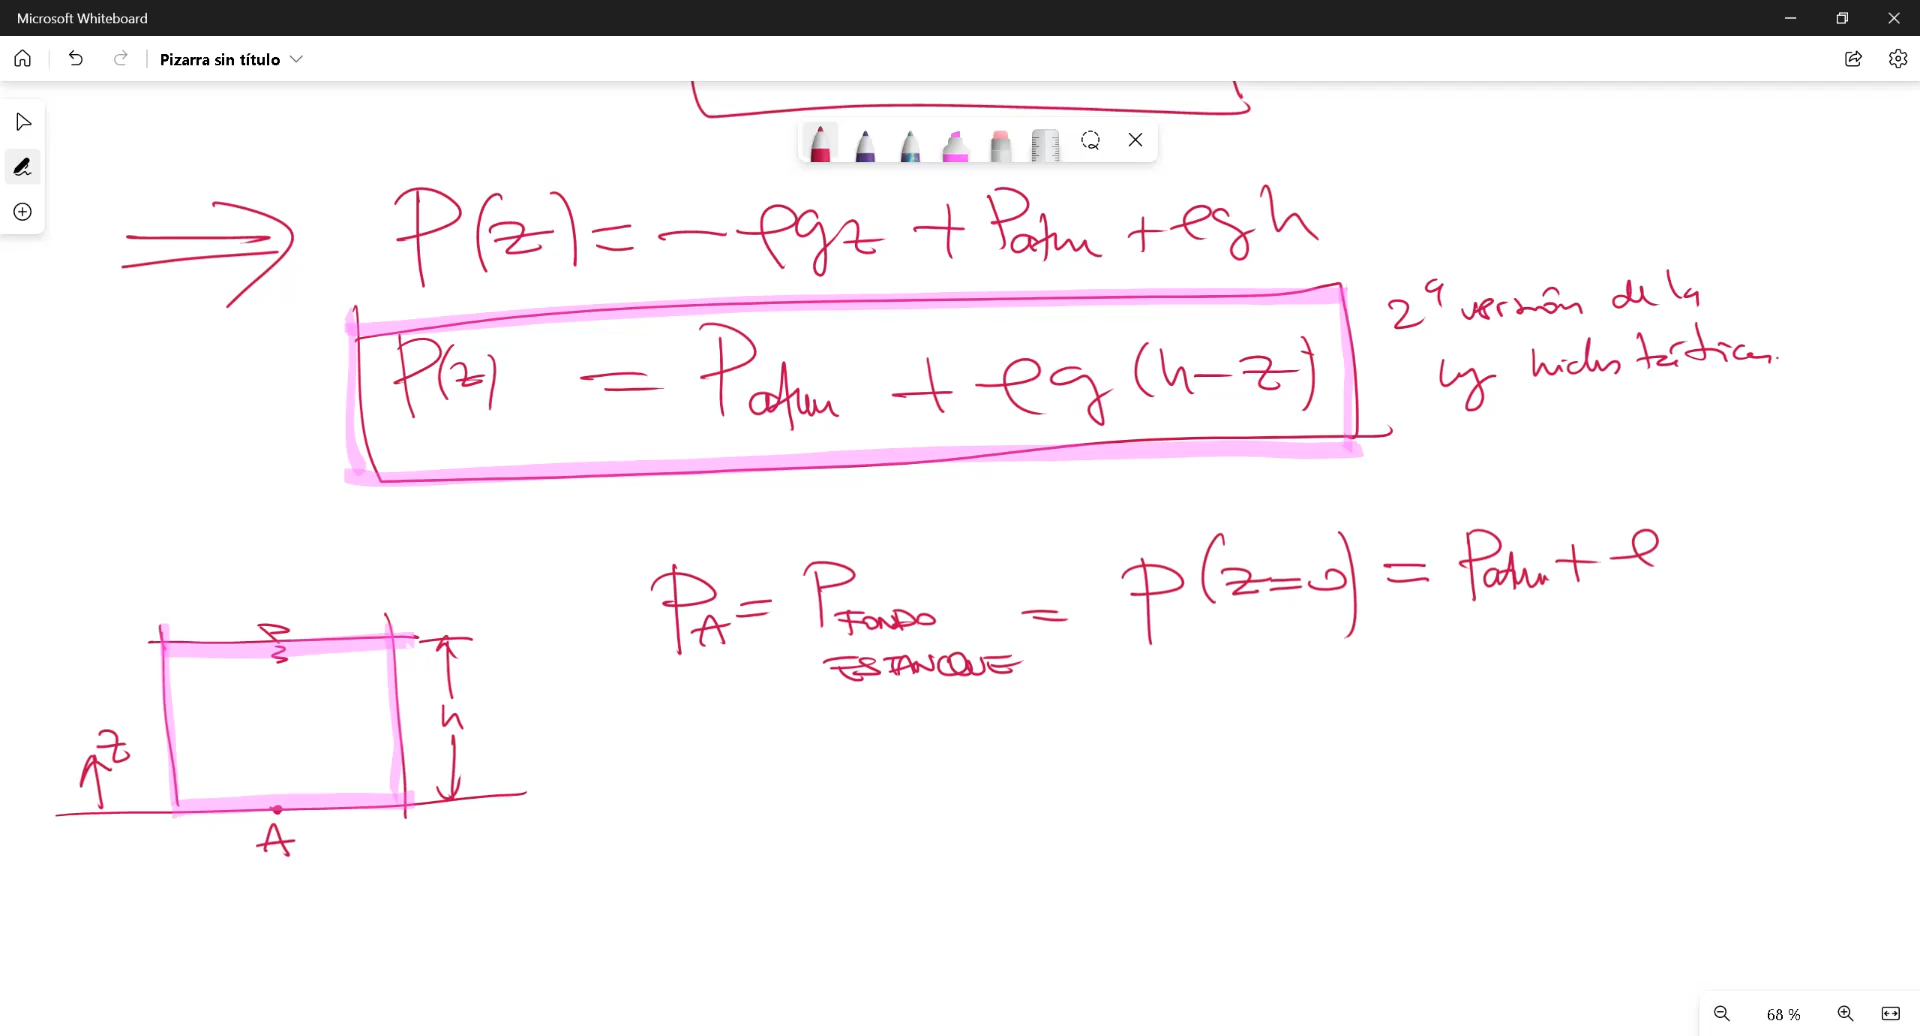 Microsoft Whiteboard
Pizarra sin título
P(z) = -ρgz + Patm + ρgh
P(z) = Patm + ρg (h-z)
2ª versión de la
ley hidrostática.
PA = PFONDO ESTANQUE = P(z=0) = Patm + ρ
h
z
A
68 %